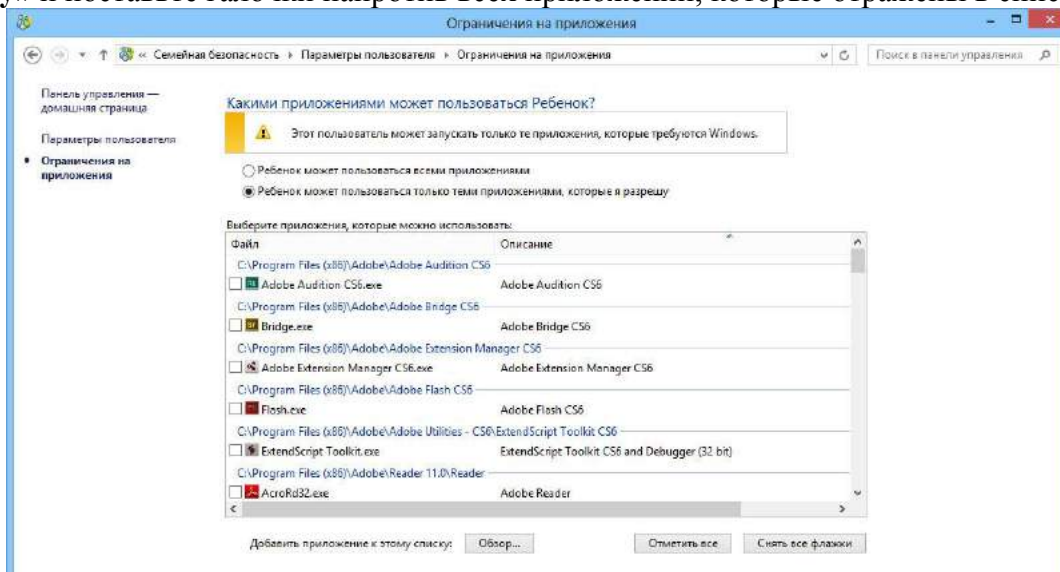 и поставьте галочки напротив всех приложений, которые отражены в
Ограничения на приложения
« Семейная безопасность ▸ Параметры пользователя ▸ Ограничения на приложения
Поиск в панели управления
Панель управления —
домашняя страница
Параметры пользователя
• Ограничения на
приложения
Какими приложениями может пользоваться Ребенок?
Этот пользователь может запускать только те приложения, которые требуются Windows.
Ребенок может пользоваться всеми приложениями
Ребенок может пользоваться только теми приложениями, которые я разрешу
Выберите приложения, которые можно использовать:
Файл Описание
C:\Program Files (x86)\Adobe\Adobe Audition CS6
Adobe Audition CS6.exe Adobe Audition CS6
C:\Program Files (x86)\Adobe\Adobe Bridge CS6
Bridge.exe Adobe Bridge CS6
C:\Program Files (x86)\Adobe\Adobe Extension Manager CS6
Adobe Extension Manager CS6.exe Adobe Extension Manager CS6
C:\Program Files (x86)\Adobe\Adobe Flash CS6
Flash.exe Adobe Flash CS6
C:\Program Files (x86)\Adobe\Adobe Utilities - CS6\ExtendScript Toolkit CS6
ExtendScript Toolkit.exe ExtendScript Toolkit CS6 and Debugger (32 bit)
C:\Program Files (x86)\Adobe\Reader 11.0\Reader
AcroRd32.exe Adobe Reader
Добавить приложение к этому списку: Обзор... Отметить все Снять все флажки